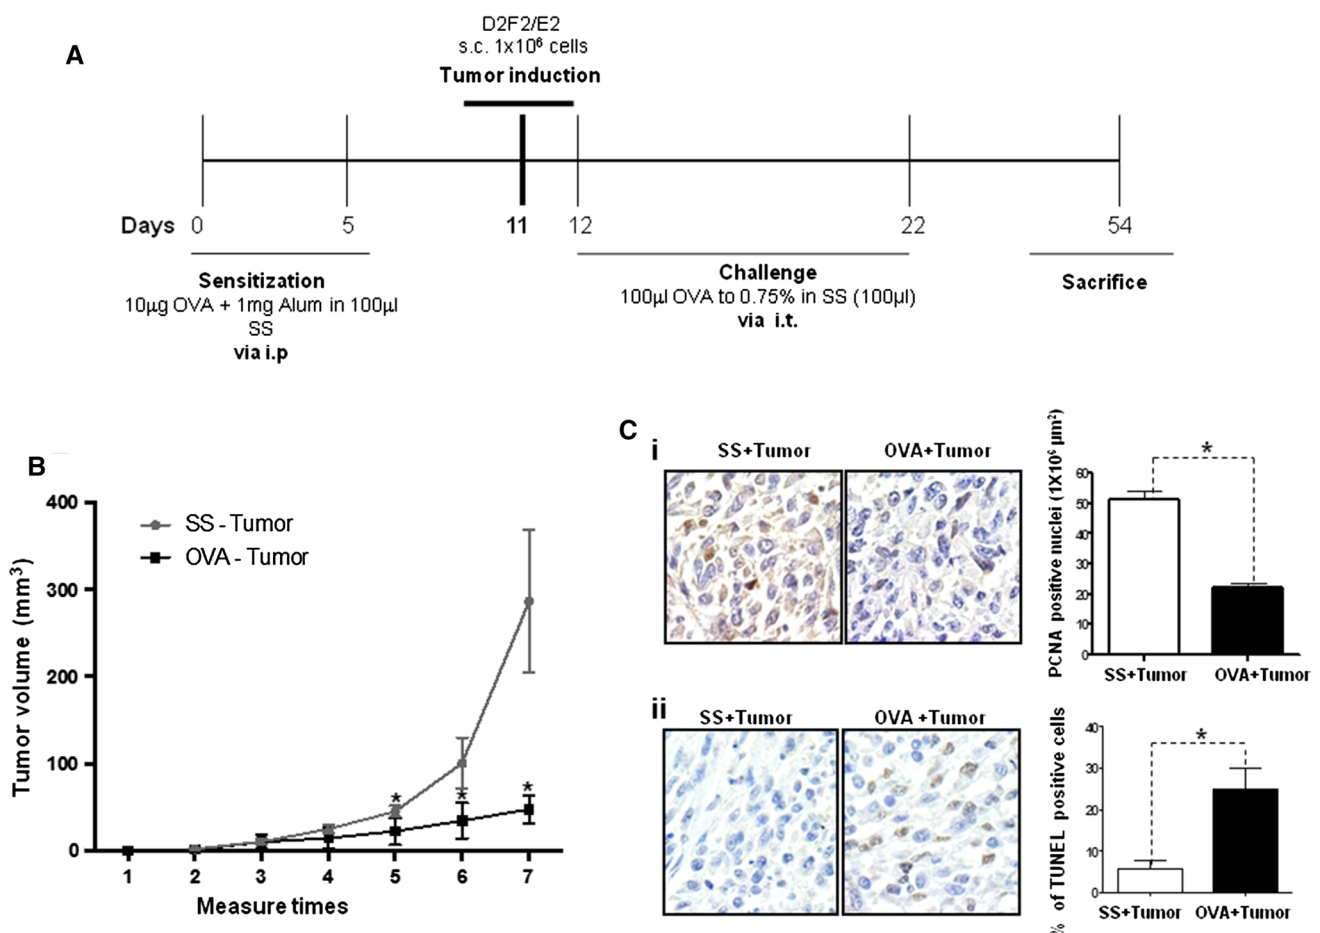 A
D2F2/E2
s.c. 1x10⁶ cells
Tumor induction
Days 0 5 11 12 22 54
Sensitization
10µg OVA + 1mg Alum in 100µl
SS
via i.p
Challenge
100µl OVA to 0.75% in SS (100µl)
via i.t.
Sacrifice
B
Tumor volume (mm³)
400
300
200
100
0
SS - Tumor
OVA - Tumor
* * *
1 2 3 4 5 6 7
Measure times
C
i
SS+Tumor OVA+Tumor
PCNA positive nuclei (1X10⁶ µm²)
60
50
40
30
20
10
0
*
SS+Tumor OVA+Tumor
ii
SS+Tumor OVA +Tumor
% of TUNEL positive cells
40
30
20
10
0
*
SS+Tumor OVA+Tumor